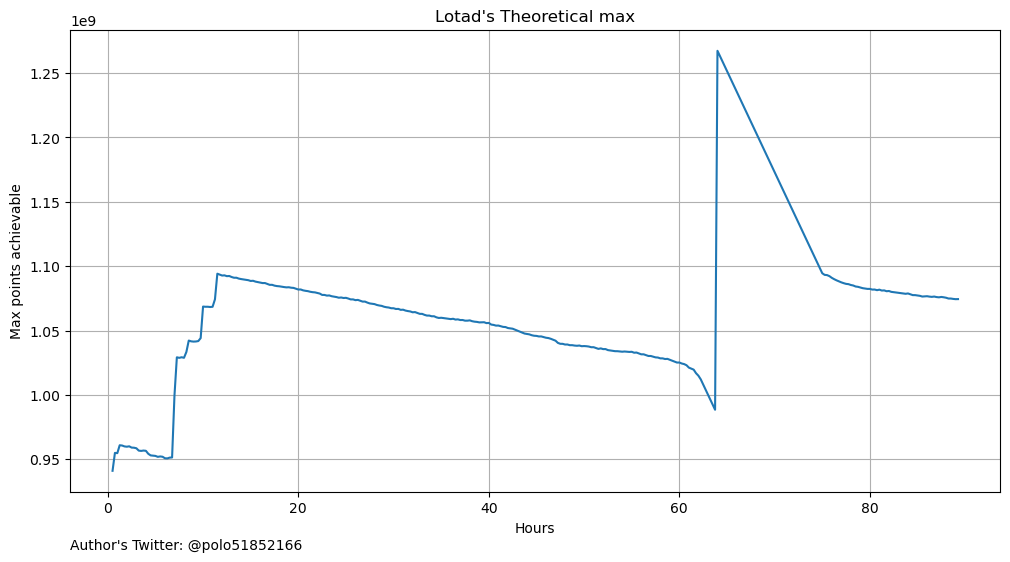 Lotad's Theoretical max
1e9
1.25
1.20
1.15
1.10
1.05
1.00
0.95
Max points achievable
0 20 40 60 80
Hours
Author's Twitter: @polo51852166